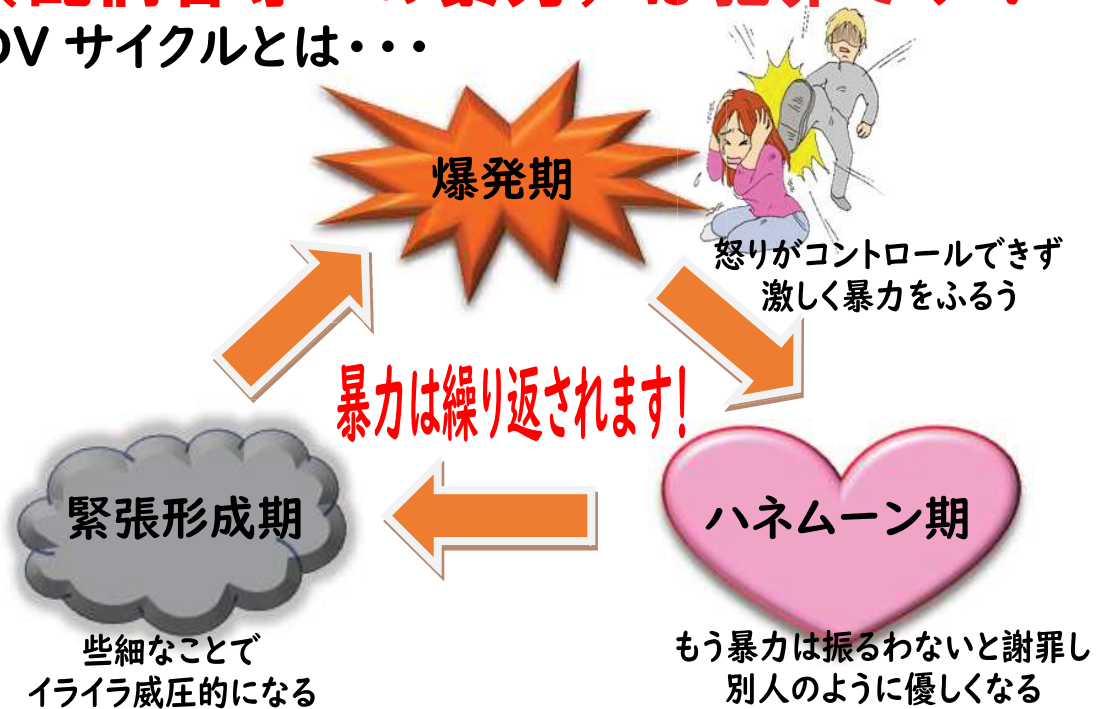 DVサイクルとは・・・
爆発期
怒りがコントロールできず
激しく暴力をふるう
暴力は繰り返されます!
緊張形成期
ハネムーン期
些細なことで
イライラ威圧的になる
もう暴力は振るわないと謝罪し
別人のように優しくなる